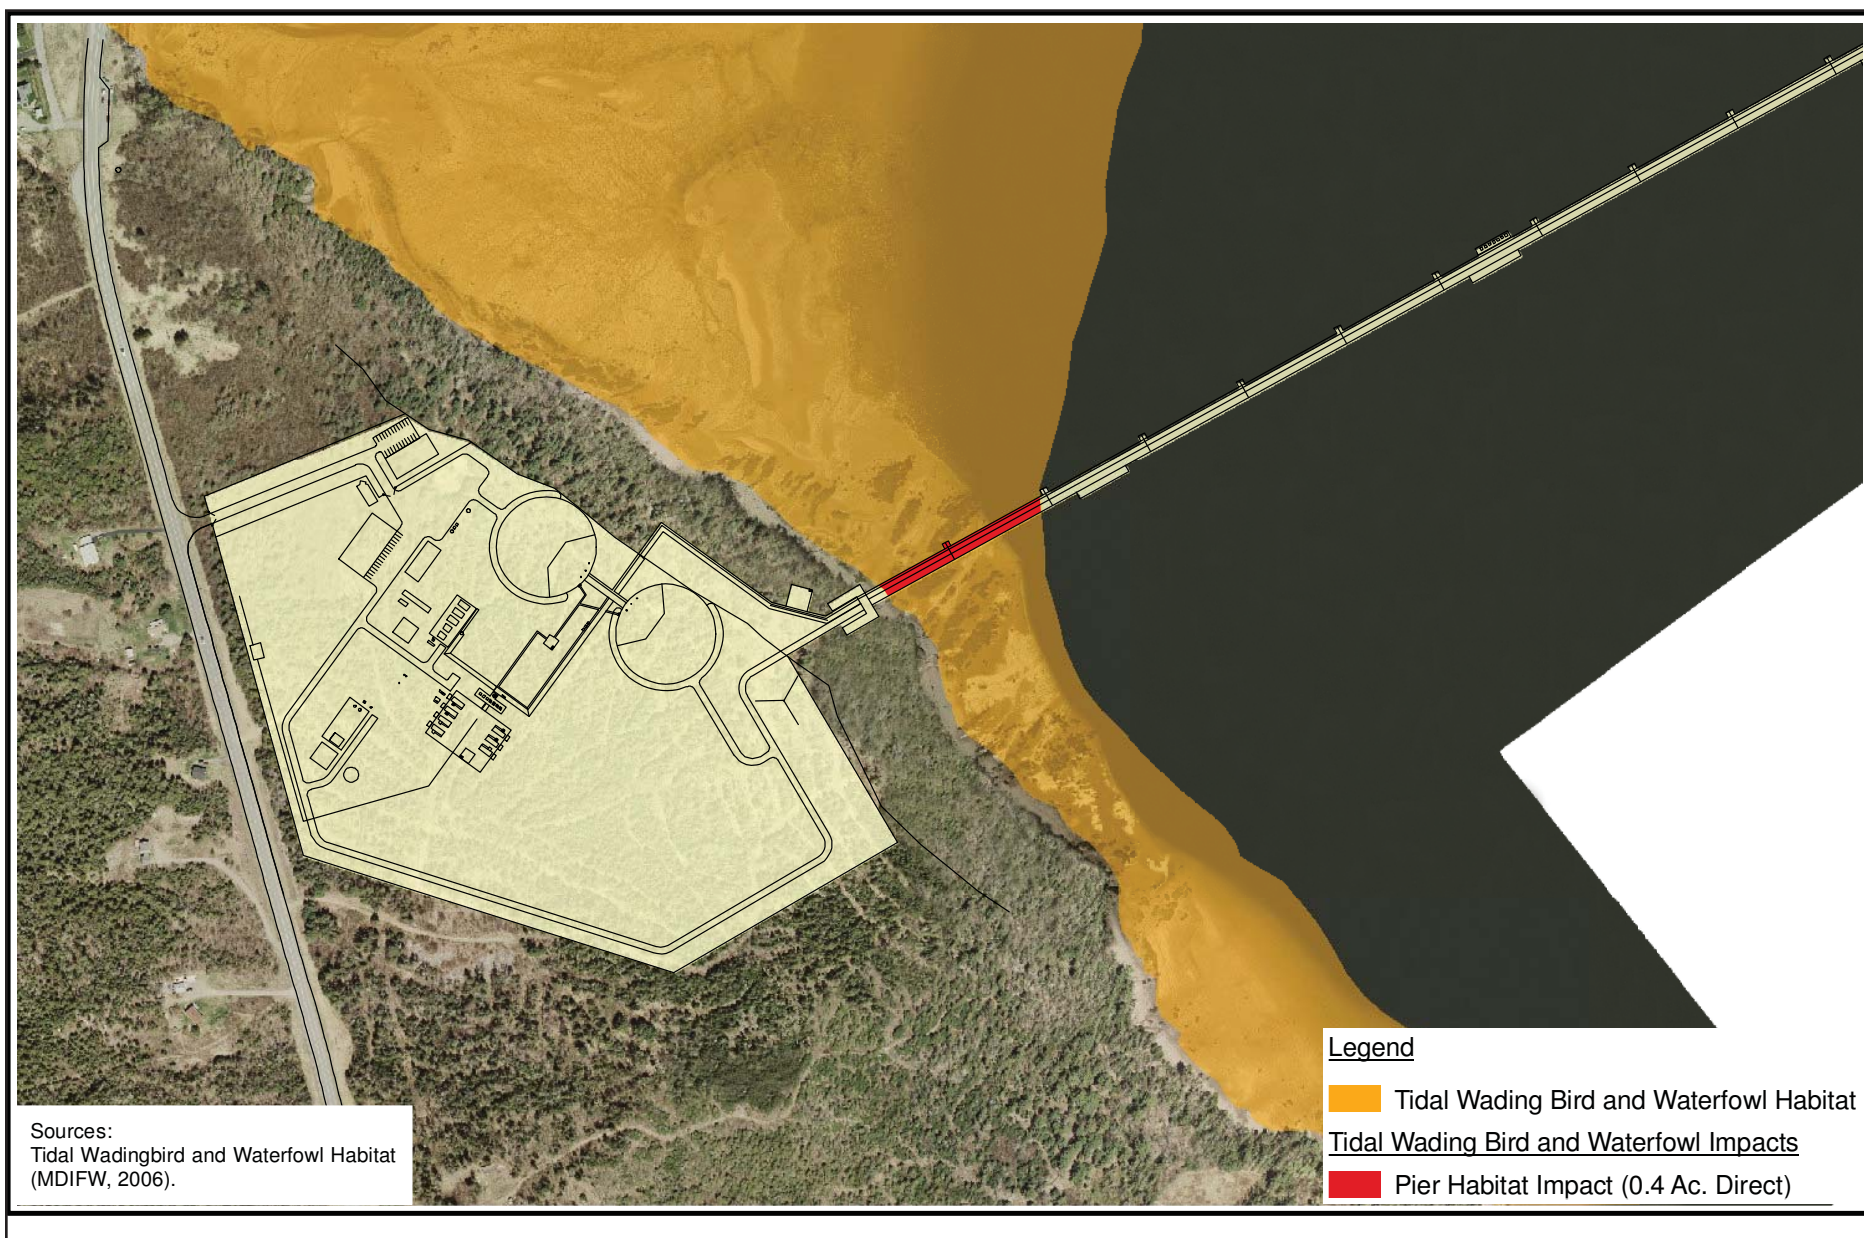 Legend
Tidal Wading Bird and Waterfowl Habitat
Tidal Wading Bird and Waterfowl Impacts
Pier Habitat Impact (0.4 Ac. Direct)
Sources:
Tidal Wadingbird and Waterfowl Habitat
(MDIFW, 2006).